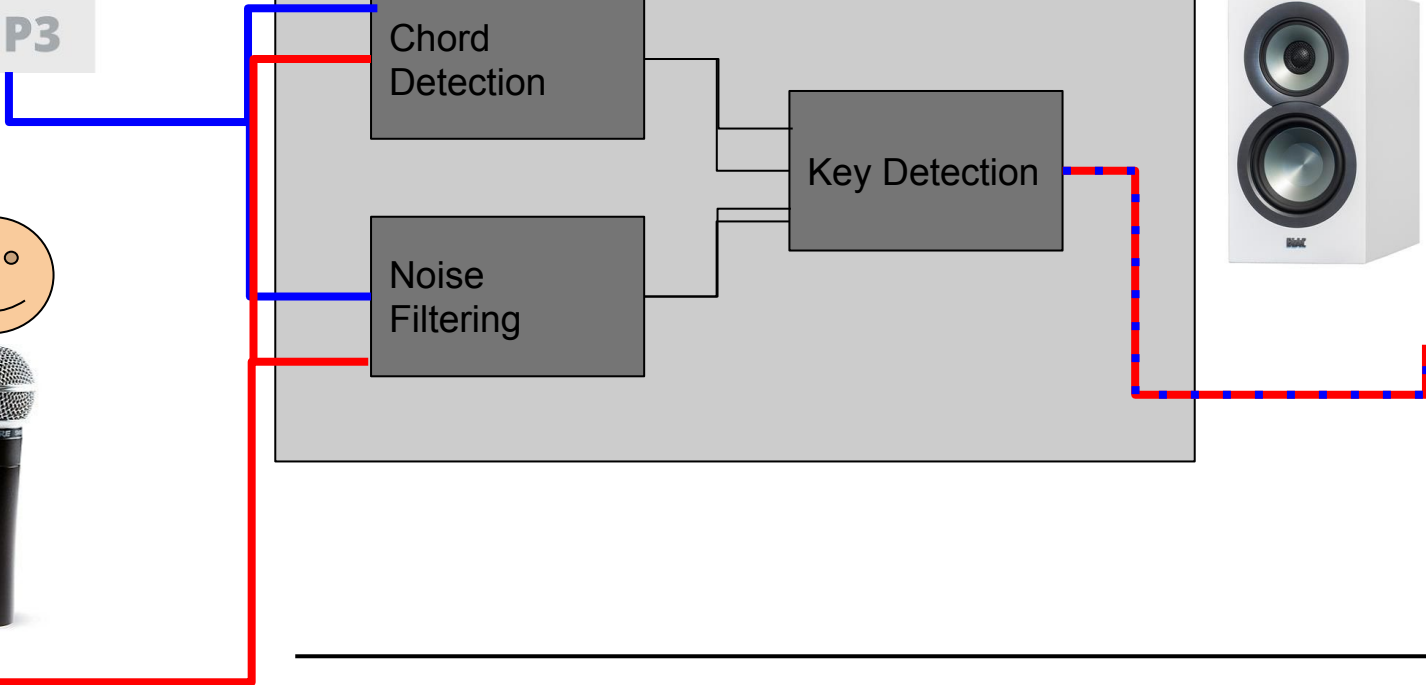 P3
Chord
Detection
Key Detection
Noise
Filtering